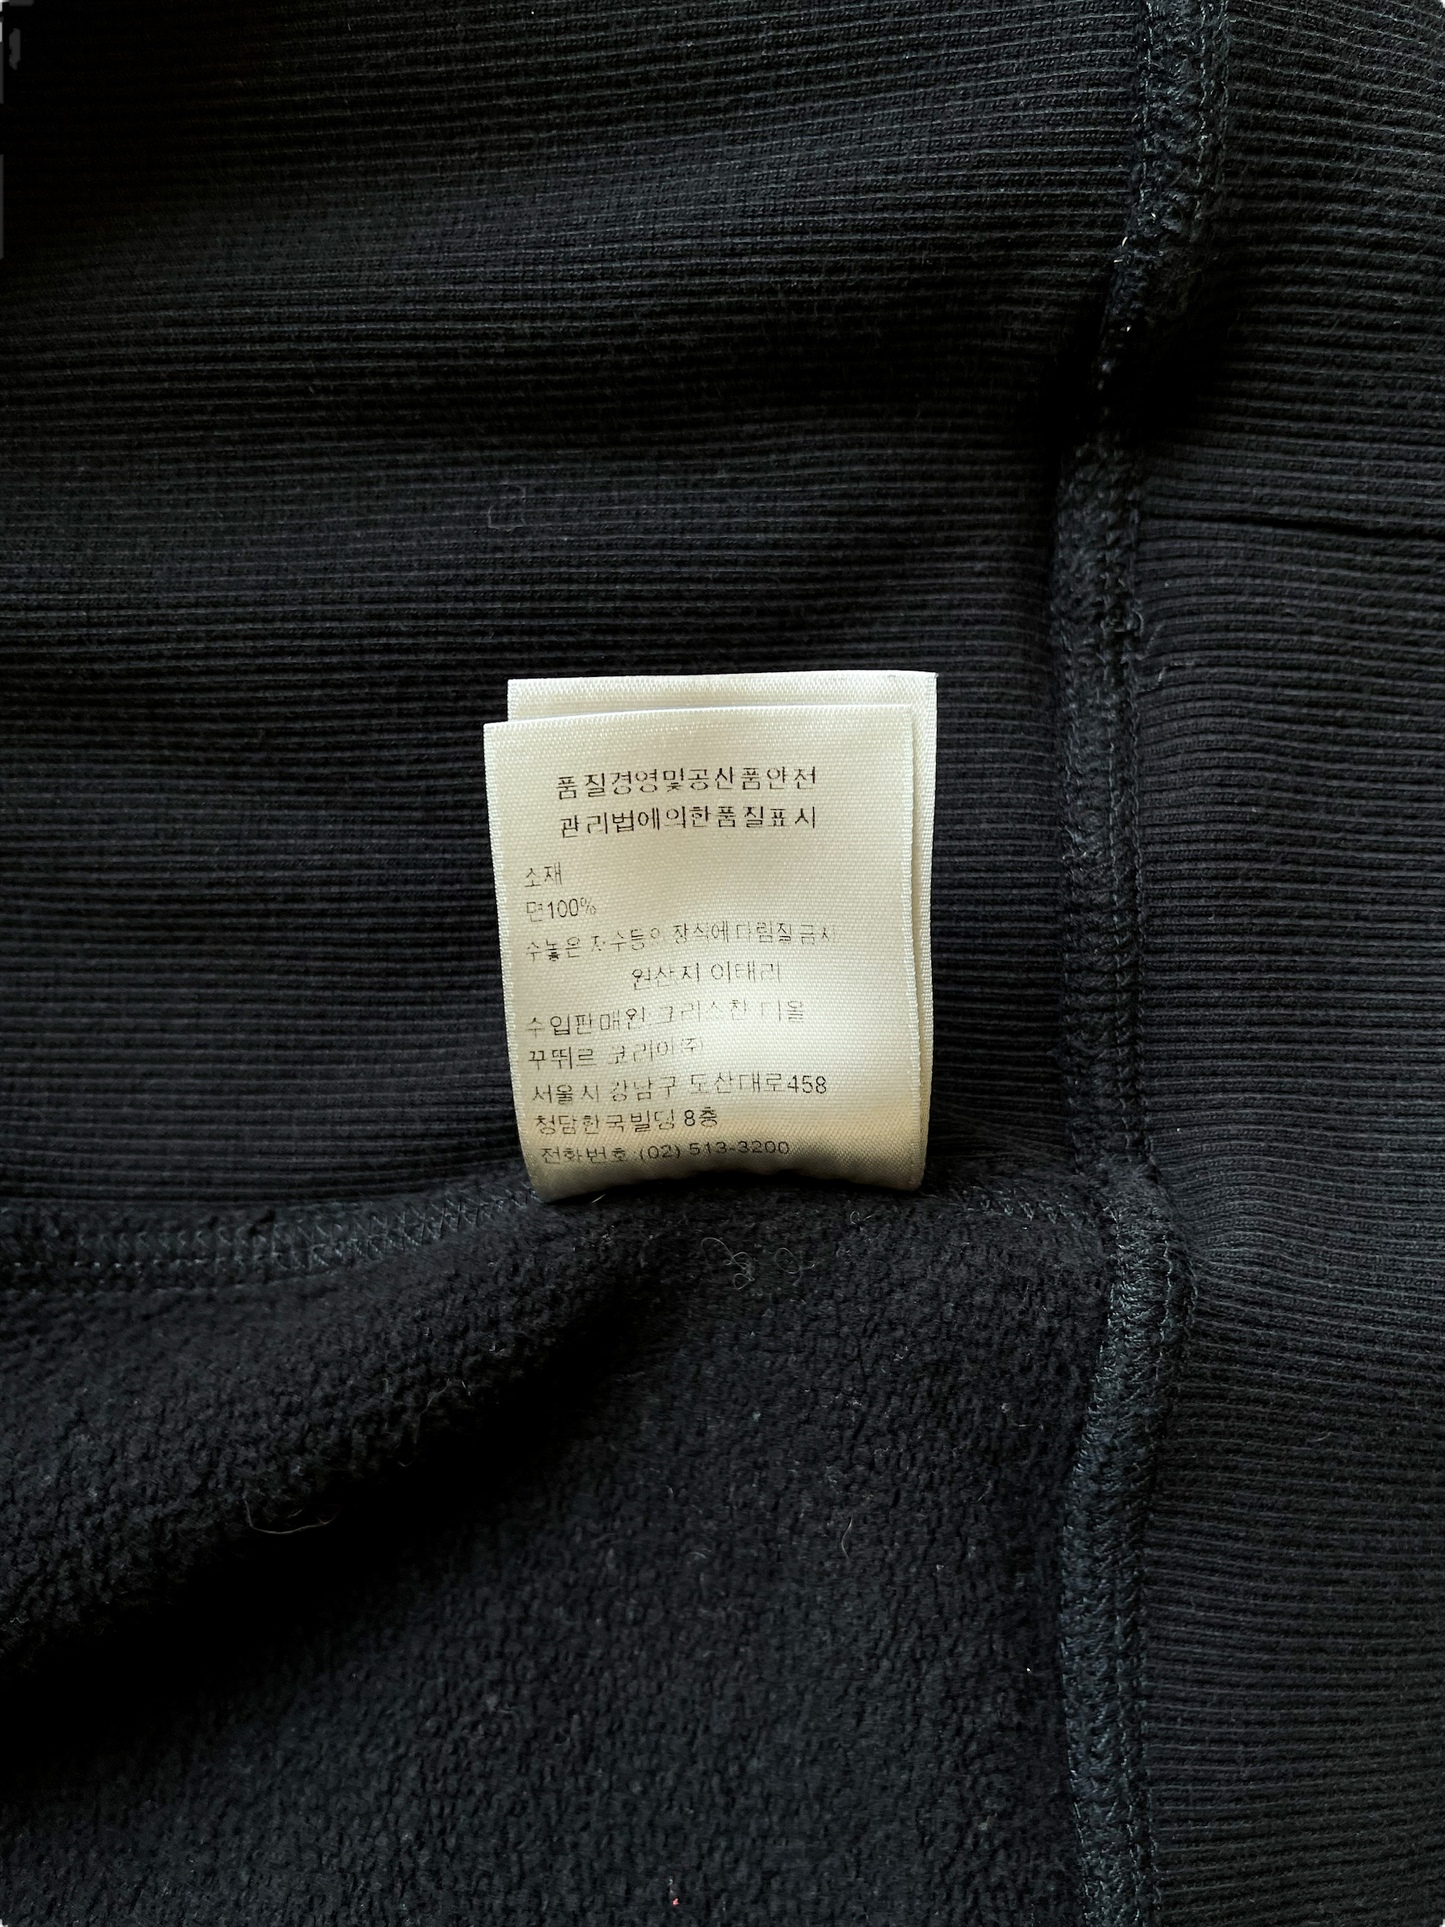 품질경영및공산품안전
관리법에의한품질표시
소재
면100%
수놓은 자수등의 장식에 다림질금지
원산지 이태리
수입판매원 크리스챤 디올
꾸뛰르 코리아(주)
서울시 강남구 도산대로458
청담한국빌딩 8층
전화번호 :(02) 513-3200